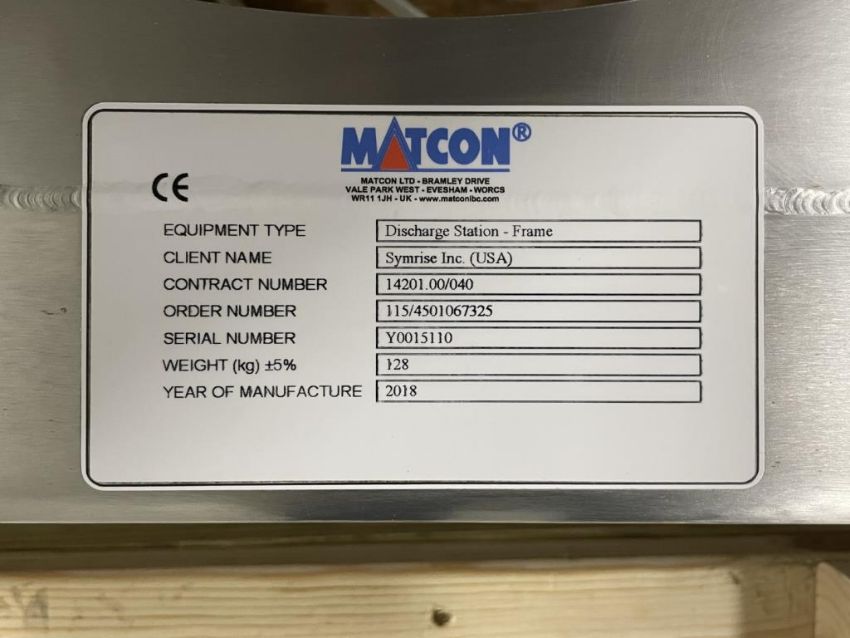 MATCON®
MATCON LTD - BRAMLEY DRIVE
VALE PARK WEST - EVESHAM - WORCS
WR11 1JH - UK - www.matconibc.com
CE
EQUIPMENT TYPE Discharge Station - Frame
CLIENT NAME Symrise Inc. (USA)
CONTRACT NUMBER 14201.00/040
ORDER NUMBER 115/4501067325
SERIAL NUMBER Y0015110
WEIGHT (kg) ±5% 128
YEAR OF MANUFACTURE 2018